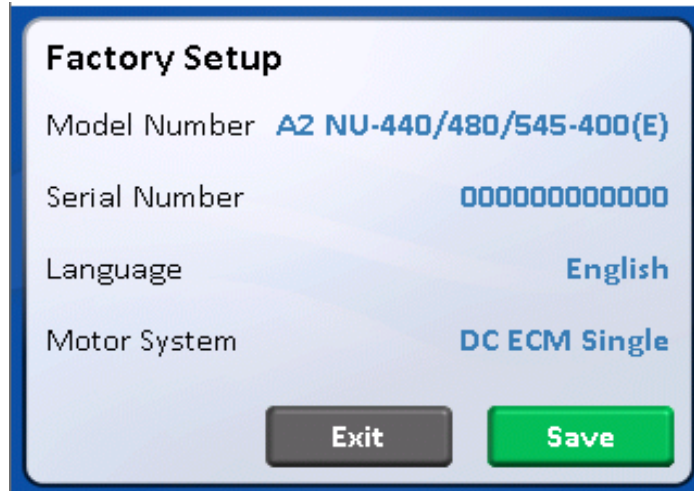 Factory Setup
Model Number A2 NU-440/480/545-400(E)
Serial Number 000000000000
Language English
Motor System DC ECM Single
Exit Save